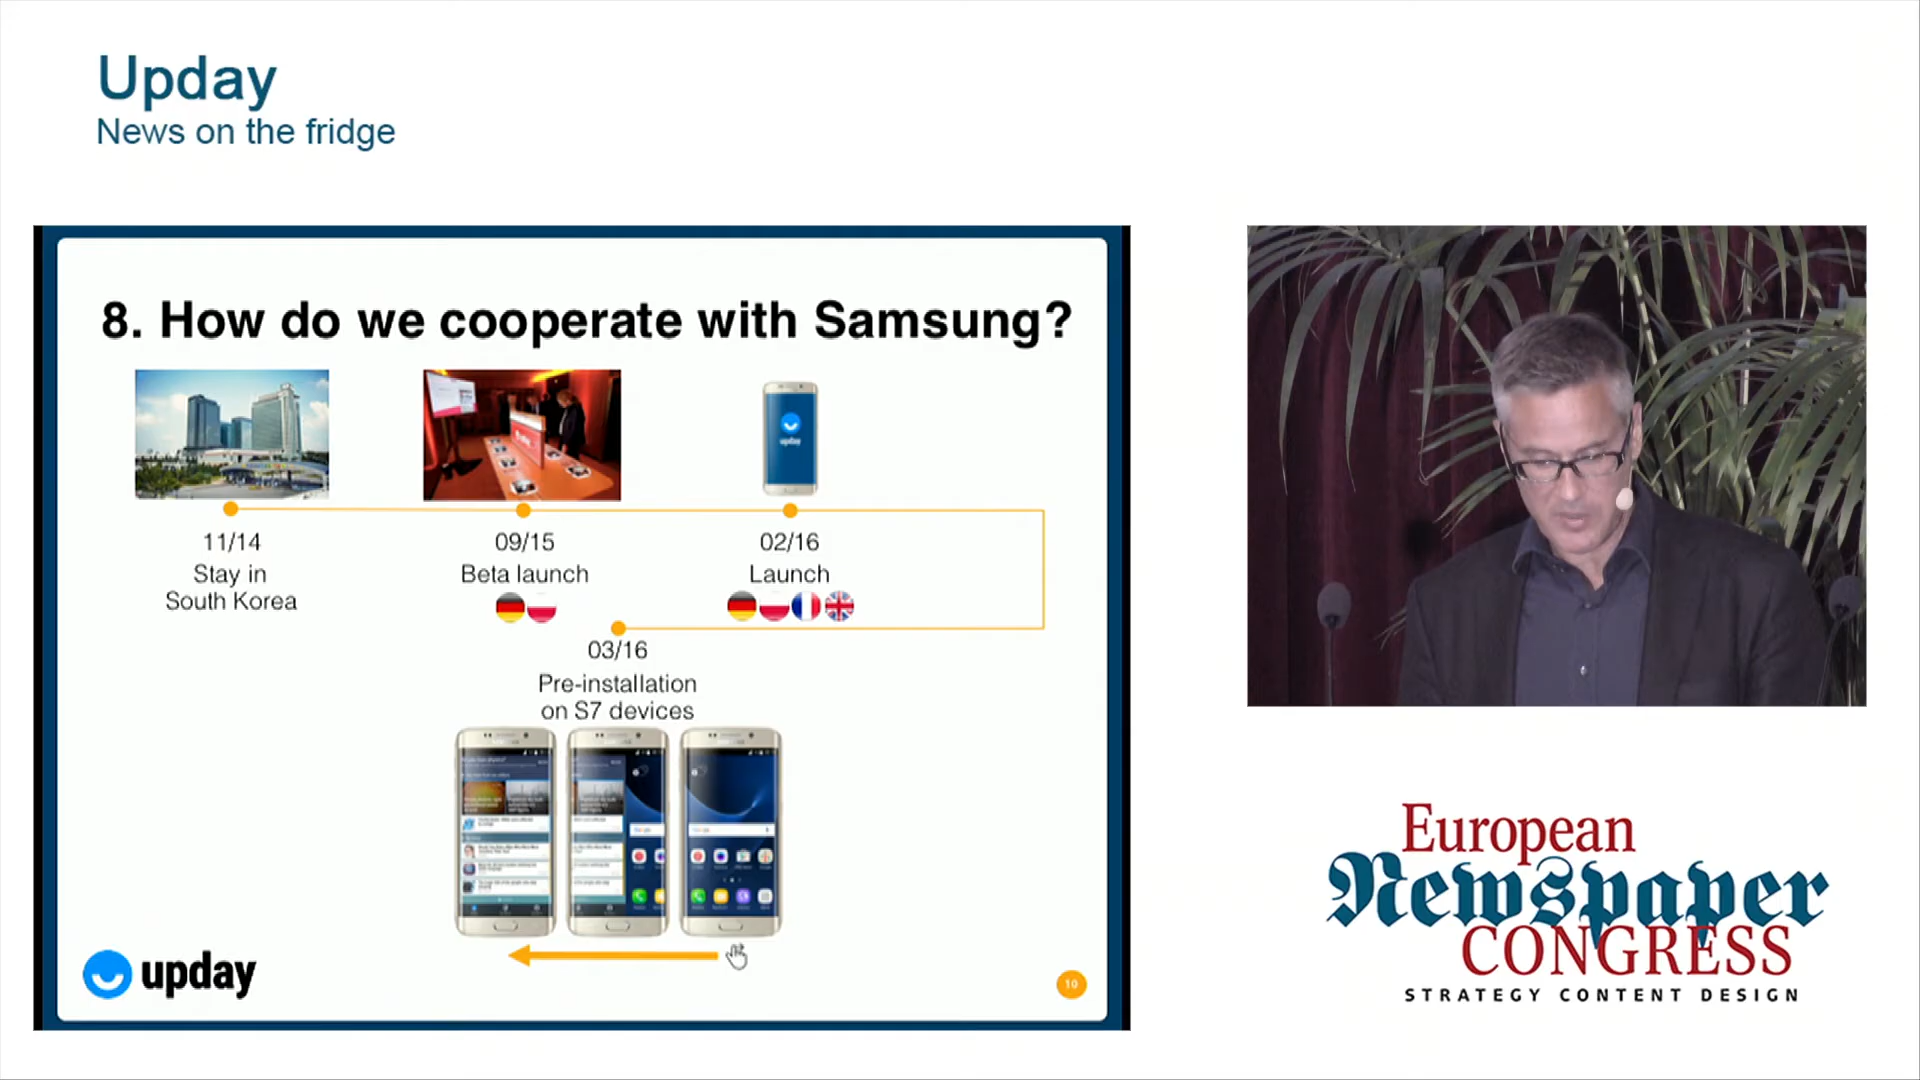 Upday
News on the fridge
8. How do we cooperate with Samsung?
upday
11/14
Stay in
South Korea
09/15
Beta launch
02/16
Launch
03/16
Pre-installation
on S7 devices
upday
10
European
Newspaper
CONGRESS
STRATEGY CONTENT DESIGN